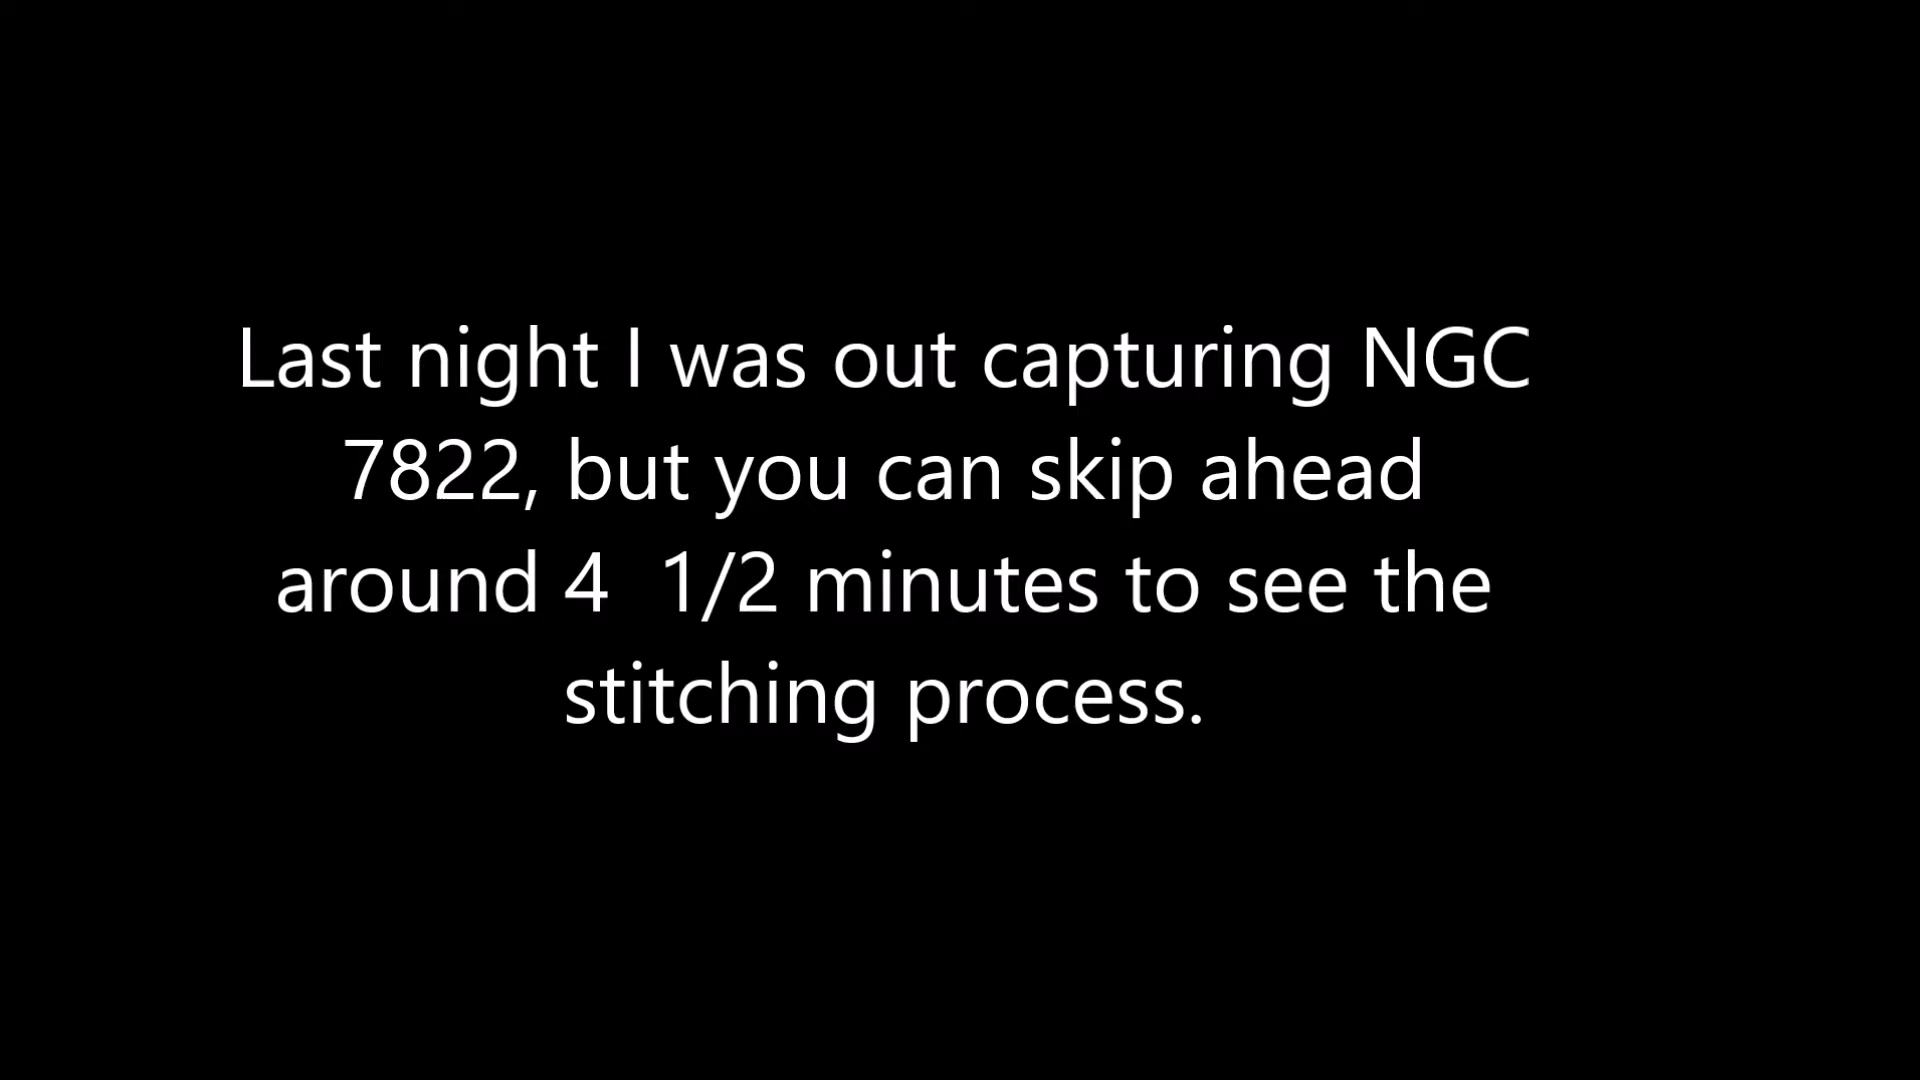 Last night I was out capturing NGC
7822, but you can skip ahead
around 4  1/2 minutes to see the
stitching process.